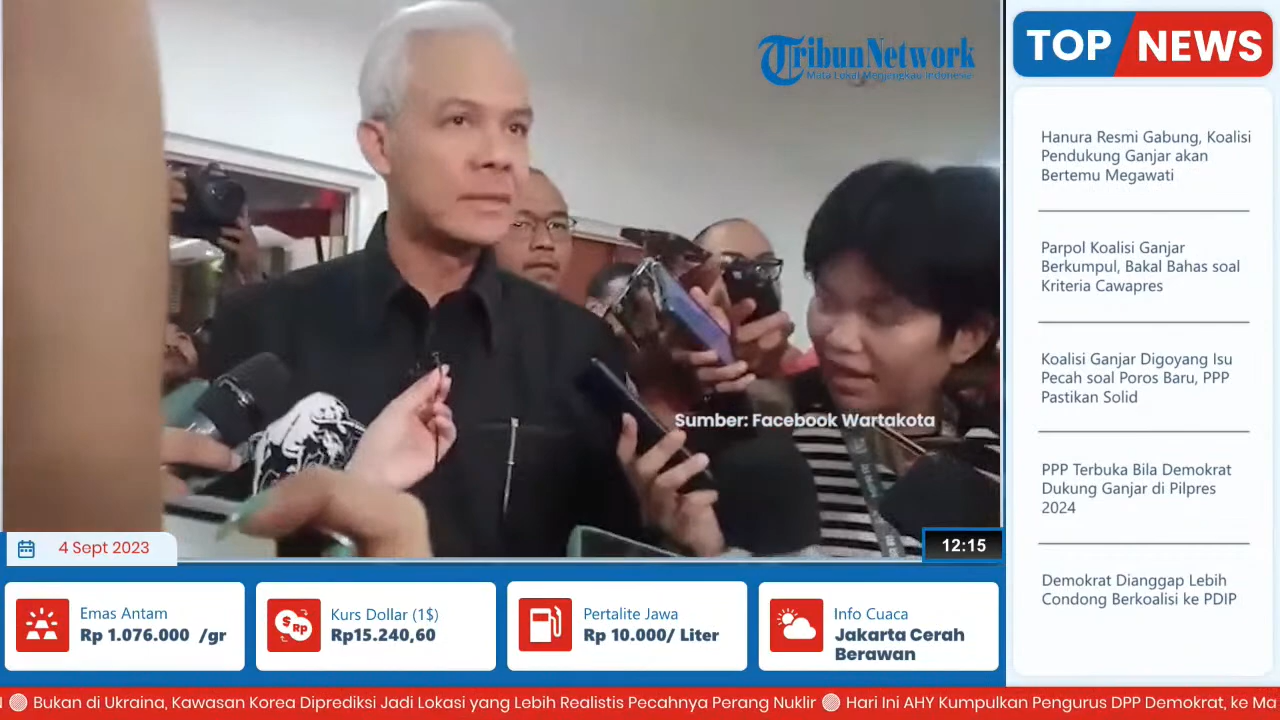 TribunNetwork
Mata Lokal Menjangkau Indonesia
Sumber: Facebook Wartakota
4 Sept 2023
12:15
TOP NEWS
Hanura Resmi Gabung, Koalisi
Pendukung Ganjar akan
Bertemu Megawati
Parpol Koalisi Ganjar
Berkumpul, Bakal Bahas soal
Kriteria Cawapres
Koalisi Ganjar Digoyang Isu
Pecah soal Poros Baru, PPP
Pastikan Solid
PPP Terbuka Bila Demokrat
Dukung Ganjar di Pilpres
2024
Demokrat Dianggap Lebih
Condong Berkoalisi ke PDIP
Emas Antam
Rp 1.076.000 /gr
Kurs Dollar (1$)
Rp15.240,60
Pertalite Jawa
Rp 10.000/ Liter
Info Cuaca
Jakarta Cerah
Berawan
Bukan di Ukraina, Kawasan Korea Diprediksi Jadi Lokasi yang Lebih Realistis Pecahnya Perang Nuklir Hari Ini AHY Kumpulkan Pengurus DPP Demokrat, ke Ma